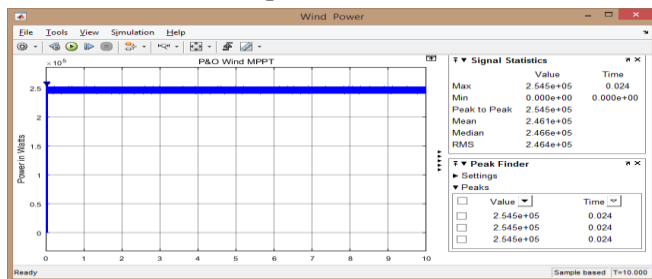 Wind Power
File Tools View Simulation Help
×10⁵
P&O Wind MPPT
Power in Watts
2.5
2
1.5
1
0.5
0
0 1 2 3 4 5 6 7 8 9 10
Signal Statistics
Value Time
Max 2.545e+05 0.024
Min 0.000e+00 0.000e+00
Peak to Peak 2.545e+05
Mean 2.461e+05
Median 2.466e+05
RMS 2.464e+05
Peak Finder
Settings
Peaks
Value Time
2.545e+05 0.024
2.545e+05 0.024
2.545e+05 0.024
Ready Sample based T=10.000